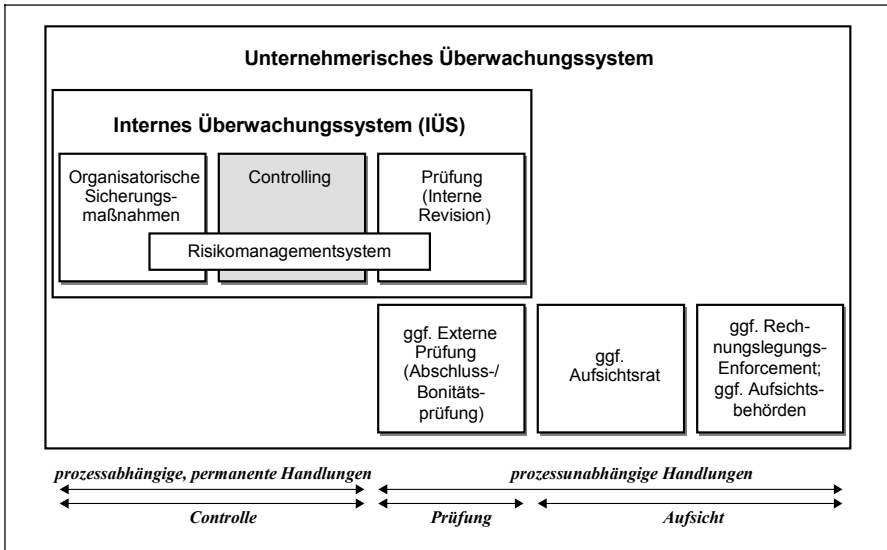 Unternehmerisches Überwachungssystem
Internes Überwachungssystem (IÜS)
Organisatorische
Sicherungs-
maßnahmen
Controlling
Prüfung
(Interne
Revision)
Risikomanagementsystem
ggf. Externe
Prüfung
(Abschluss-/
Bonitäts-
prüfung)
ggf.
Aufsichtsrat
ggf. Rech-
nungslegungs-
Enforcement;
ggf. Aufsichts-
behörden
prozessabhängige, permanente Handlungen
prozessunabhängige Handlungen
Controlle
Prüfung
Aufsicht